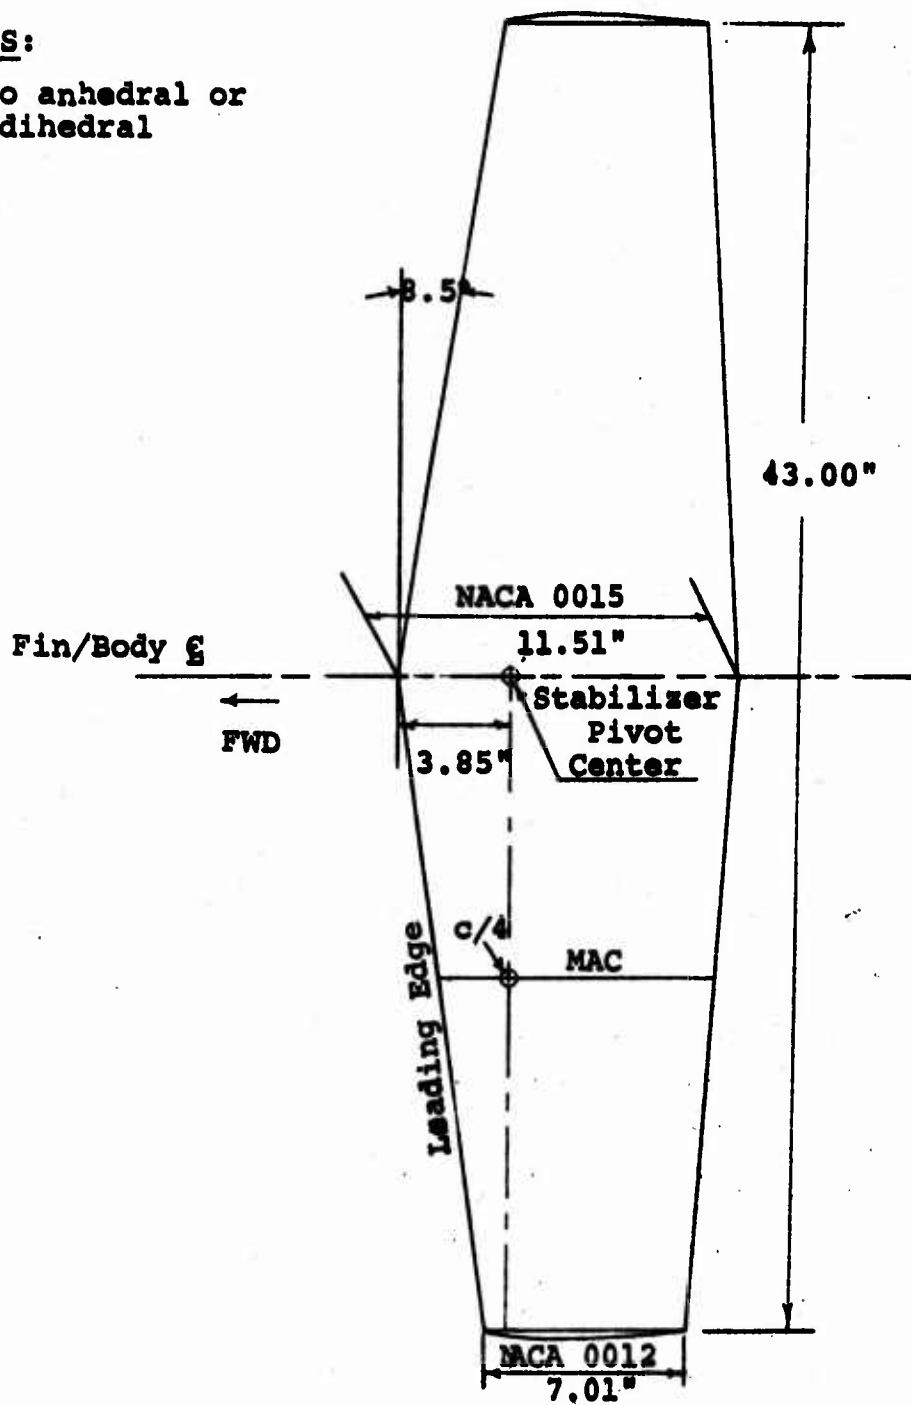 S:
o anhedral or
dihedral
8.5°
43.00"
NACA 0015
11.51"
Fin/Body ℄
FWD
Stabilizer
Pivot
Center
3.85"
c/4
MAC
Leading Edge
NACA 0012
7.01"